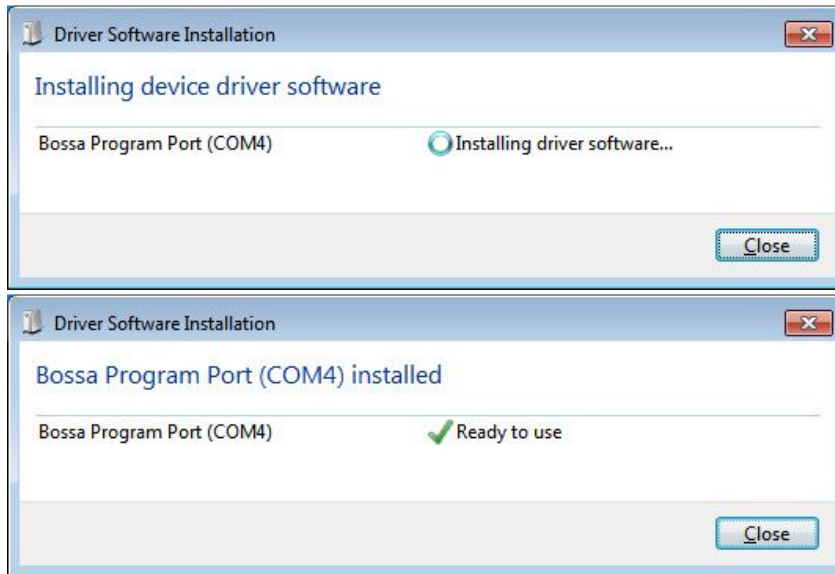 Driver Software Installation
Installing device driver software
Bossa Program Port (COM4) Installing driver software...
Close
Driver Software Installation
Bossa Program Port (COM4) installed
Bossa Program Port (COM4) Ready to use
Close